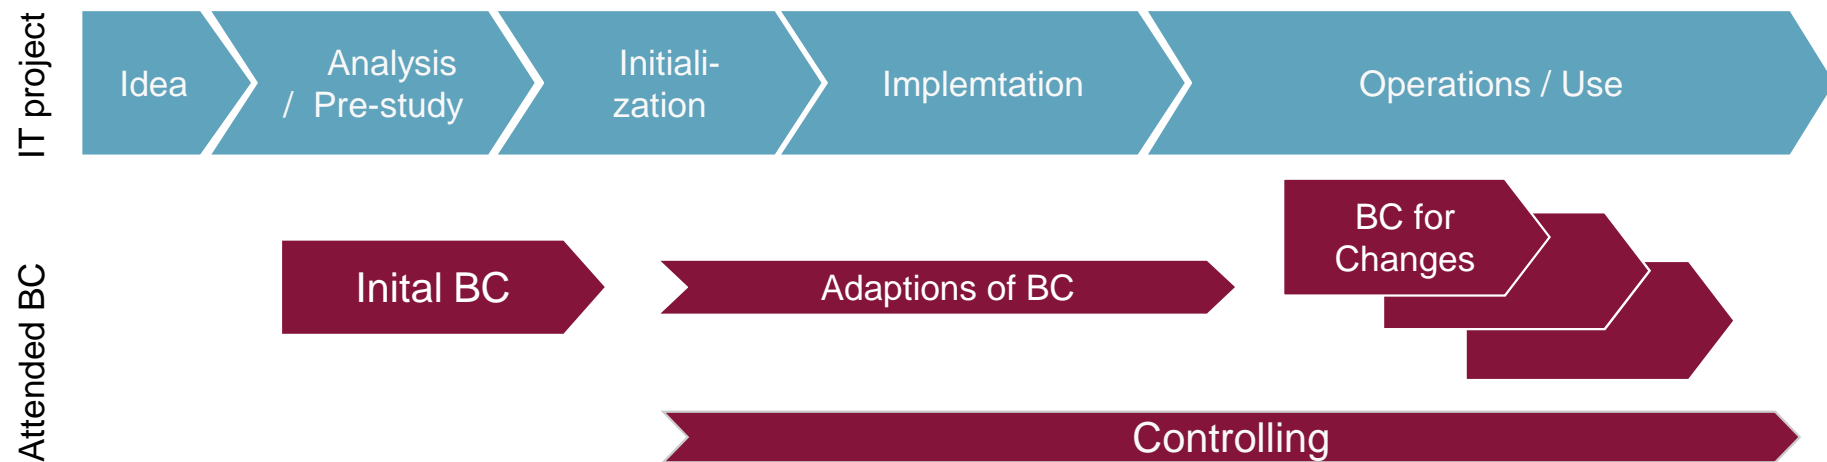 IT project
Idea
Analysis
/ Pre-study
Initiali-
zation
Implemtation
Operations / Use
Attended BC
Inital BC
Adaptions of BC
BC for
Changes
Controlling